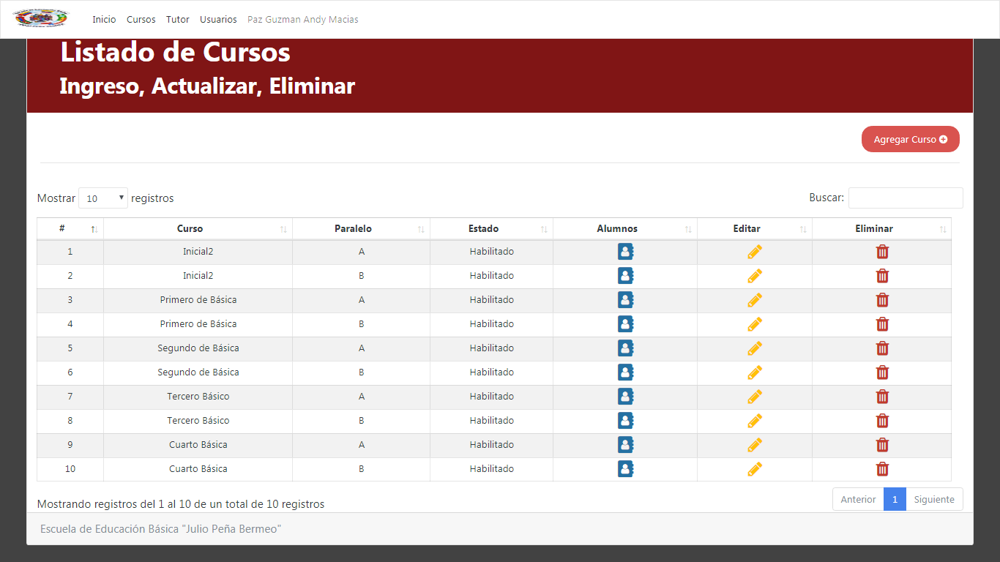 Inicio Cursos Tutor Usuarios Paz Guzman Andy Macias
Listado de Cursos
Ingreso, Actualizar, Eliminar
Agregar Curso
Mostrar 10 registros Buscar:
# Curso Paralelo Estado Alumnos Editar Eliminar
1 Inicial2 A Habilitado
2 Inicial2 B Habilitado
3 Primero de Básica A Habilitado
4 Primero de Básica B Habilitado
5 Segundo de Básica A Habilitado
6 Segundo de Básica B Habilitado
7 Tercero Básico A Habilitado
8 Tercero Básico B Habilitado
9 Cuarto Básica A Habilitado
10 Cuarto Básica B Habilitado
Mostrando registros del 1 al 10 de un total de 10 registros Anterior 1 Siguiente
Escuela de Educación Básica "Julio Peña Bermeo"